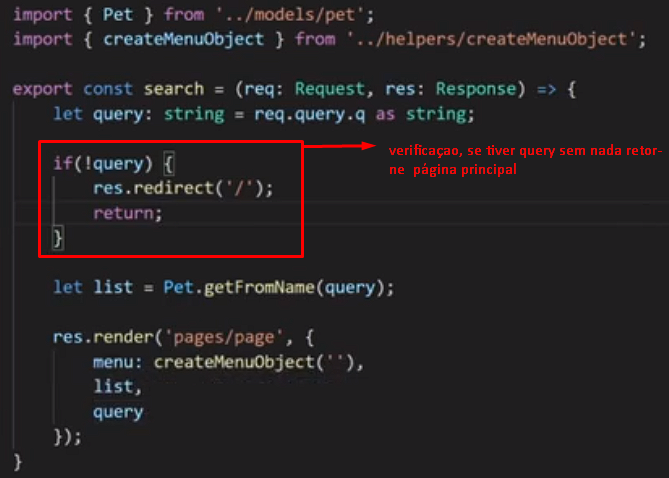 import { Pet } from '../models/pet';
import { createMenuObject } from '../helpers/createMenuObject';
export const search = (req: Request, res: Response) => {
let query: string = req.query.q as string;
if(!query) {
res.redirect('/');
return;
}
verificaçao, se tiver query sem nada retor-
ne página principal
let list = Pet.getFromName(query);
res.render('pages/page', {
menu: createMenuObject(''),
list,
query
});
}